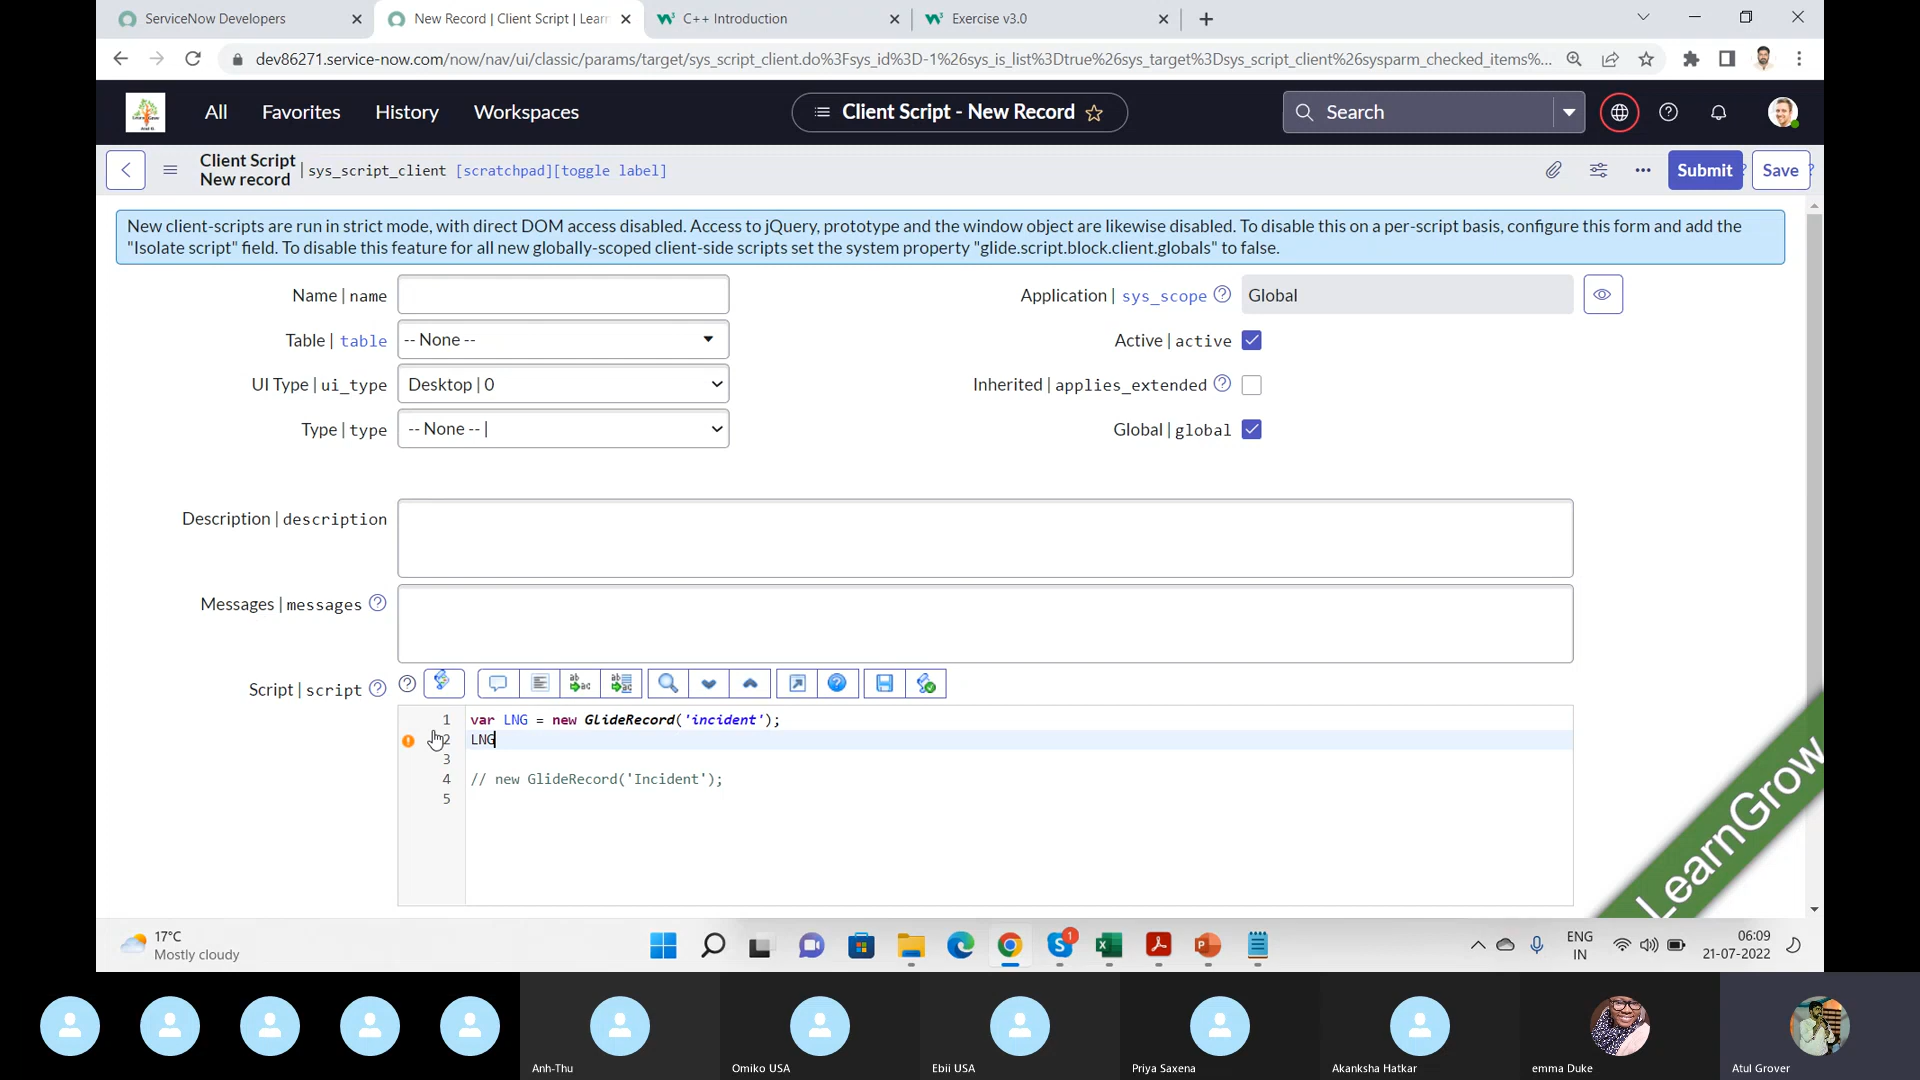 ServiceNow Developers
New Record | Client Script | Learn
C++ Introduction
Exercise v3.0
dev86271.service-now.com/now/nav/ui/classic/params/target/sys_script_client.do%3Fsys_id%3D-1%26sys_is_list%3Dtrue%26sys_target%3Dsys_script_client%26sysparm_checked_items%...
All
Favorites
History
Workspaces
Client Script - New Record
Search
Client Script
New record
sys_script_client [scratchpad][toggle label]
Submit
Save
New client-scripts are run in strict mode, with direct DOM access disabled. Access to jQuery, prototype and the window object are likewise disabled. To disable this on a per-script basis, configure this form and add the
"Isolate script" field. To disable this feature for all new globally-scoped client-side scripts set the system property "glide.script.block.client.globals" to false.
Name | name
Application | sys_scope
Global
Table | table
-- None --
Active | active
UI Type | ui_type
Desktop | 0
Inherited | applies_extended
Type | type
-- None -- |
Global | global
Description | description
Messages | messages
Script | script
1 var LNG = new GlideRecord('incident');
2 LNG
3
4 // new GlideRecord('Incident');
5
LearnGrow
17°C
Mostly cloudy
1
ENG
IN
06:09
21-07-2022
Anh-Thu
Omiko USA
Ebii USA
Priya Saxena
Akanksha Hatkar
emma Duke
Atul Grover